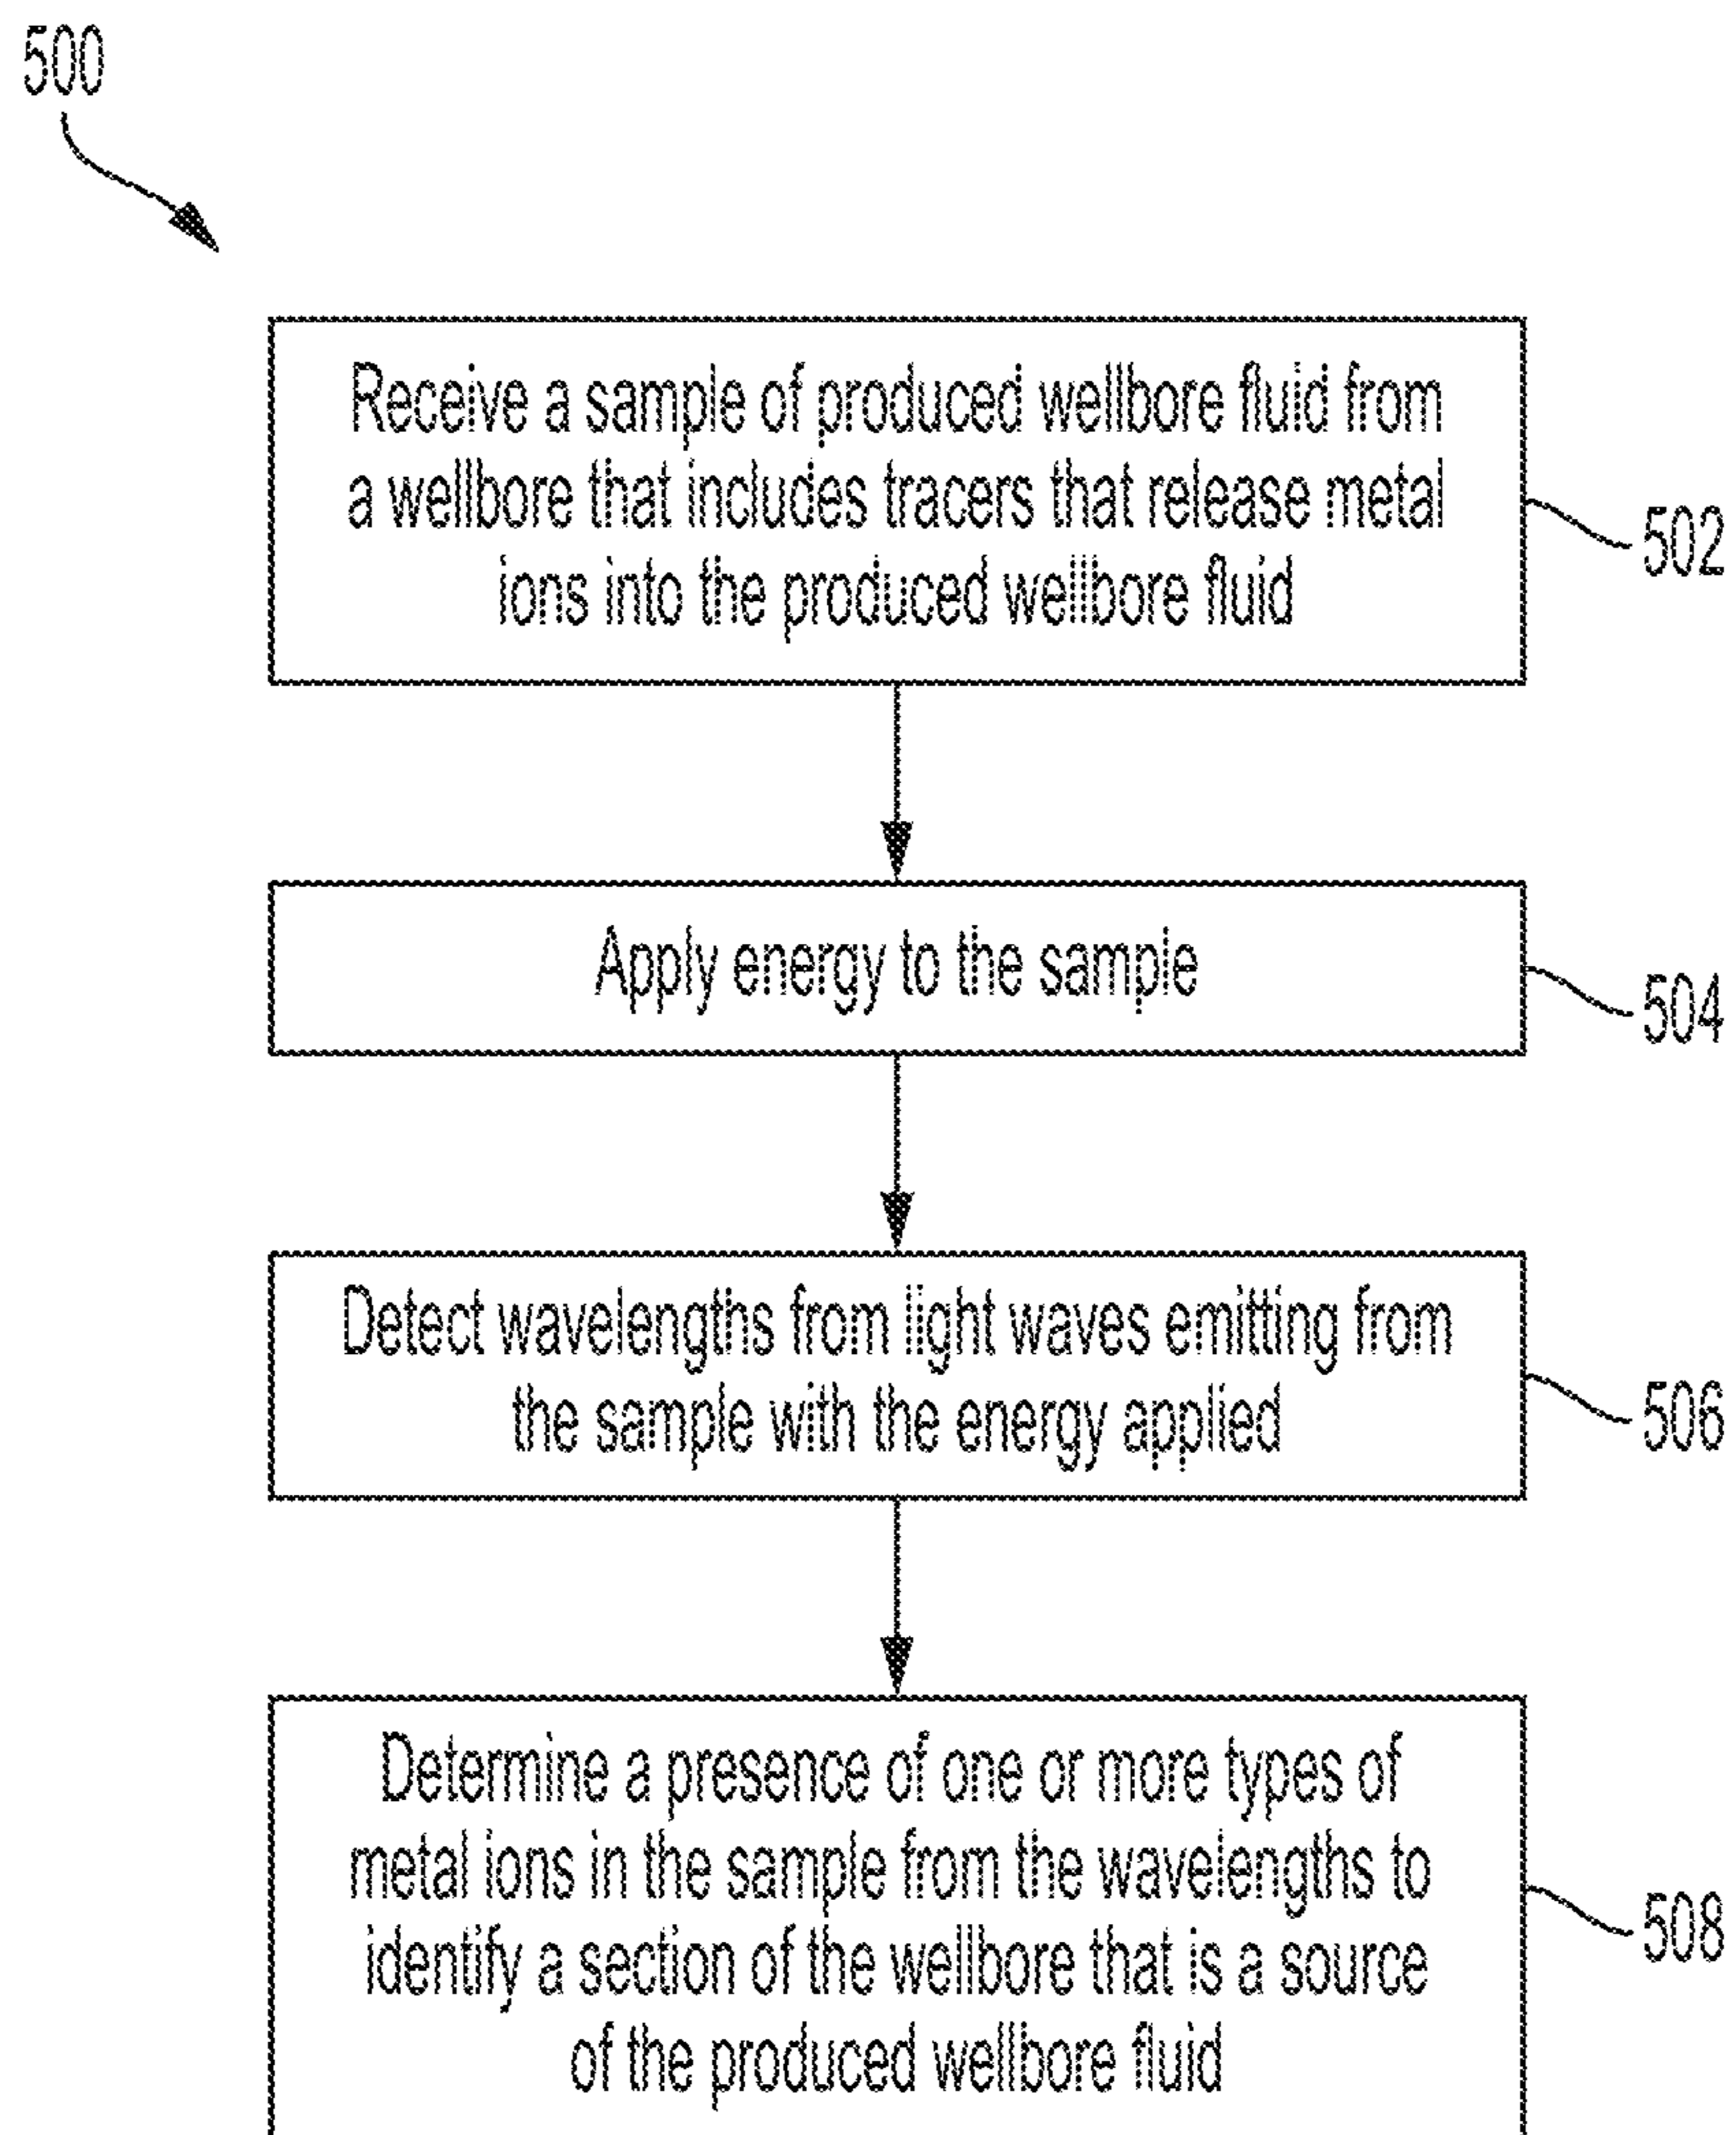 500
Receive a sample of produced wellbore fluid from
a wellbore that includes tracers that release metal
ions into the produced wellbore fluid
502
Apply energy to the sample
504
Detect wavelengths from light waves emitting from
the sample with the energy applied
506
Determine a presence of one or more types of
metal ions in the sample from the wavelengths to
identify a section of the wellbore that is a source
of the produced wellbore fluid
508